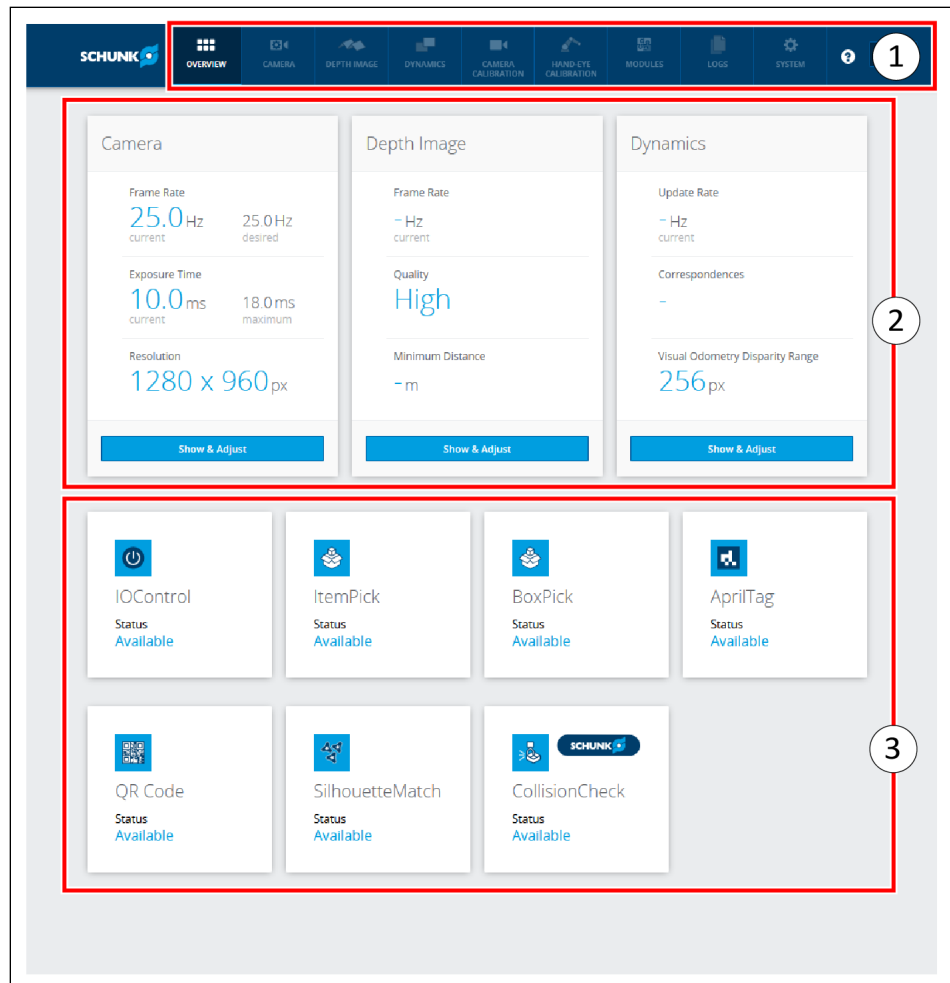 SCHUNK
OVERVIEW
CAMERA
DEPTH IMAGE
DYNAMICS
CAMERA
CALIBRATION
HAND-EYE
CALIBRATION
MODULES
LOGS
SYSTEM
?
1
Camera
Frame Rate
25.0 Hz 25.0 Hz
current desired
Exposure Time
10.0 ms 18.0 ms
current maximum
Resolution
1280 x 960 px
Show & Adjust
Depth Image
Frame Rate
- Hz
current
Quality
High
Minimum Distance
- m
Show & Adjust
Dynamics
Update Rate
- Hz
current
Correspondences
-
Visual Odometry Disparity Range
256 px
Show & Adjust
2
IOControl
Status
Available
ItemPick
Status
Available
BoxPick
Status
Available
AprilTag
Status
Available
QR Code
Status
Available
SilhouetteMatch
Status
Available
SCHUNK
CollisionCheck
Status
Available
3